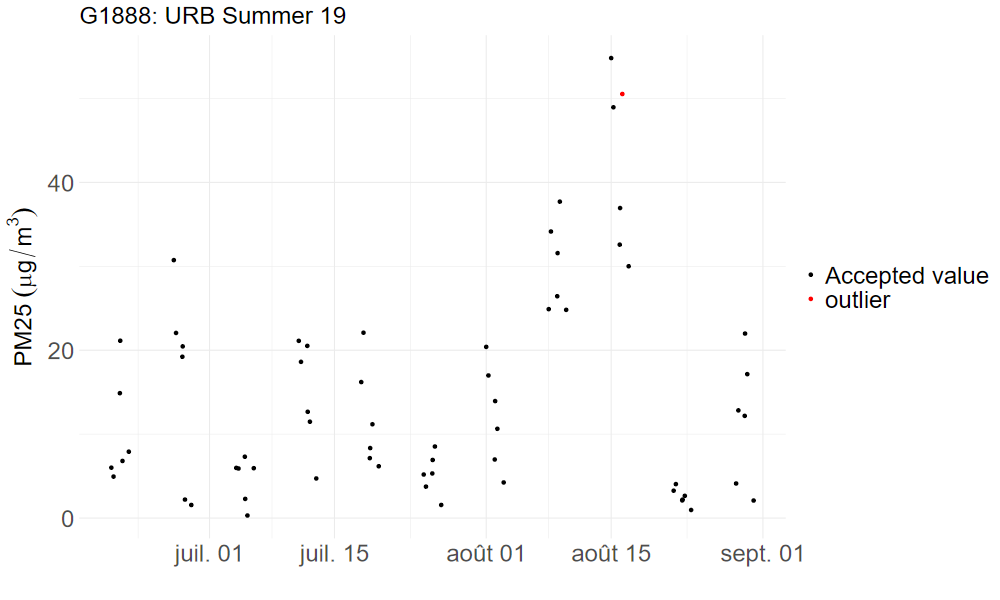 G1888: URB Summer 19
PM25 (μg/m³)
40
20
0
juil. 01
juil. 15
août 01
août 15
sept. 01
Accepted value
outlier